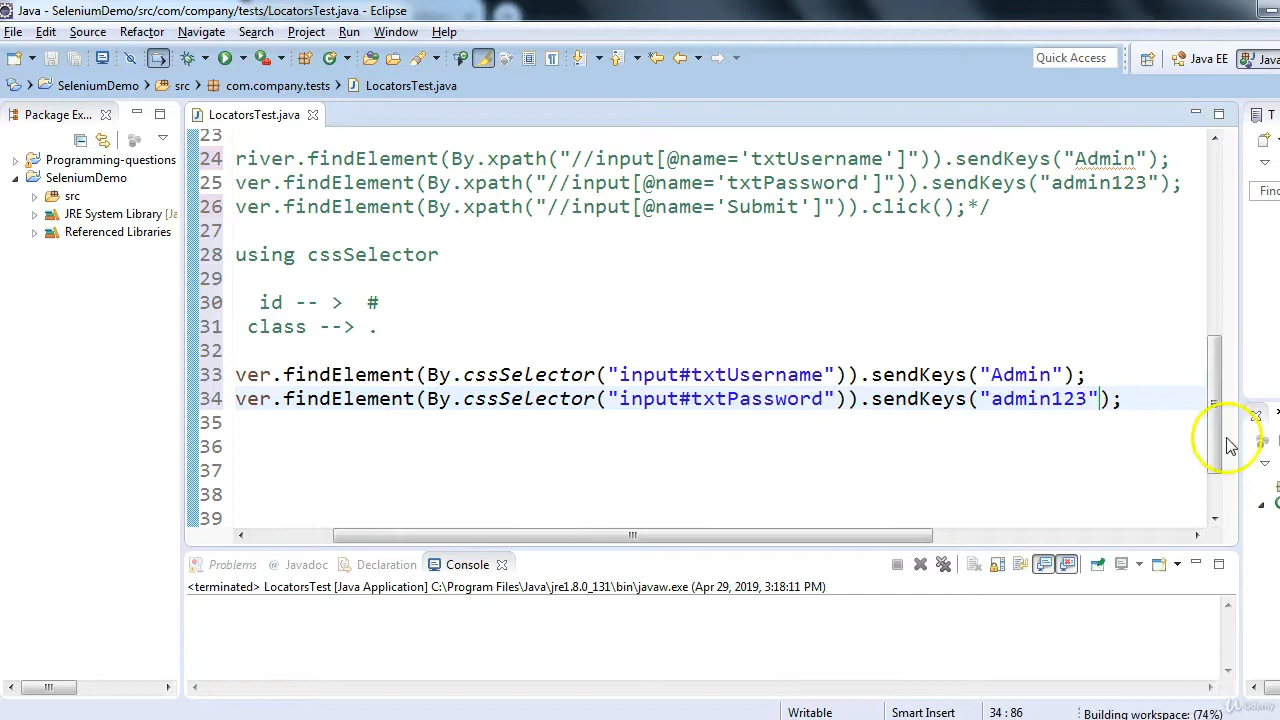 Java - SeleniumDemo/src/com/company/tests/LocatorsTest.java - Eclipse
File Edit Source Refactor Navigate Search Project Run Window Help
Quick Access Java EE Java
SeleniumDemo src com.company.tests LocatorsTest.java
Package Ex... LocatorsTest.java T
23
Programming-questions 24 river.findElement(By.xpath("//input[@name='txtUsername']")).sendKeys("Admin");
SeleniumDemo 25 ver.findElement(By.xpath("//input[@name='txtPassword']")).sendKeys("admin123"); Find
src 26 ver.findElement(By.xpath("//input[@name='Submit']")).click();*/
JRE System Library [Ja
Referenced Libraries 27
28 using cssSelector
29
30 id -- > #
31 class --> .
32
33 ver.findElement(By.cssSelector("input#txtUsername")).sendKeys("Admin");
34 ver.findElement(By.cssSelector("input#txtPassword")).sendKeys("admin123");
35
36
37
38
39
Problems @ Javadoc Declaration Console
<terminated> LocatorsTest [Java Application] C:\Program Files\Java\jre1.8.0_131\bin\javaw.exe (Apr 29, 2019, 3:18:11 PM)
Writable Smart Insert 34 : 86 Building workspace: (74%)
Udemy